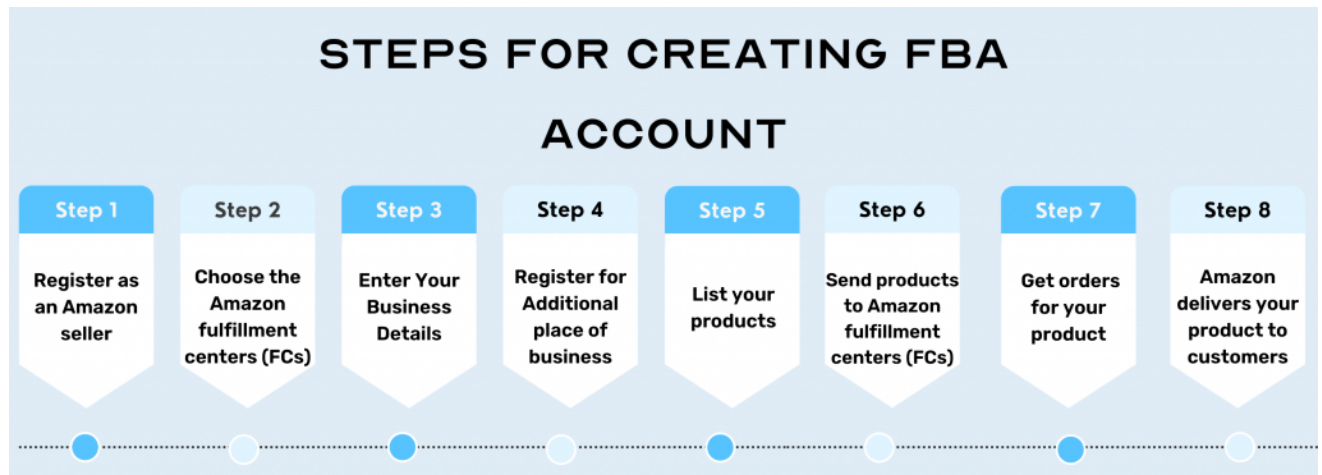 STEPS FOR CREATING FBA
ACCOUNT
Step 1
Register as
an Amazon
seller
Step 2
Choose the
Amazon
fulfillment
centers (FCs)
Step 3
Enter Your
Business
Details
Step 4
Register for
Additional
place of
business
Step 5
List your
products
Step 6
Send products
to Amazon
fulfillment
centers (FCs)
Step 7
Get orders
for your
product
Step 8
Amazon
delivers your
product to
customers